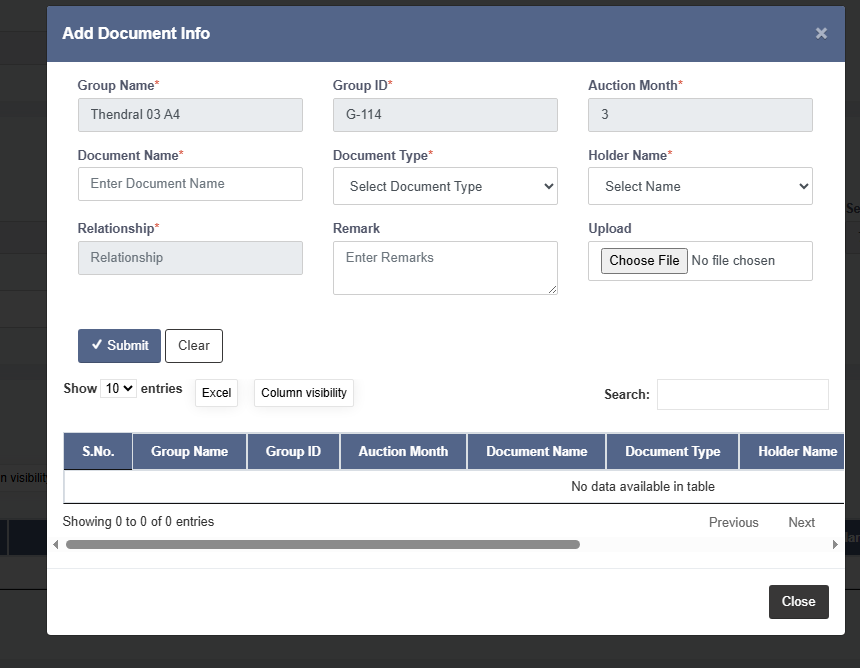 Add Document Info ×
Group Name* Group ID* Auction Month*
Thendral 03 A4 G-114 3
Document Name* Document Type* Holder Name*
Enter Document Name Select Document Type Select Name
Relationship* Remark Upload
Relationship Enter Remarks Choose File No file chosen
✔ Submit Clear
Show 10 entries Excel Column visibility Search:
S.No. Group Name Group ID Auction Month Document Name Document Type Holder Name
No data available in table
Showing 0 to 0 of 0 entries Previous Next
Close
n visibility
Se